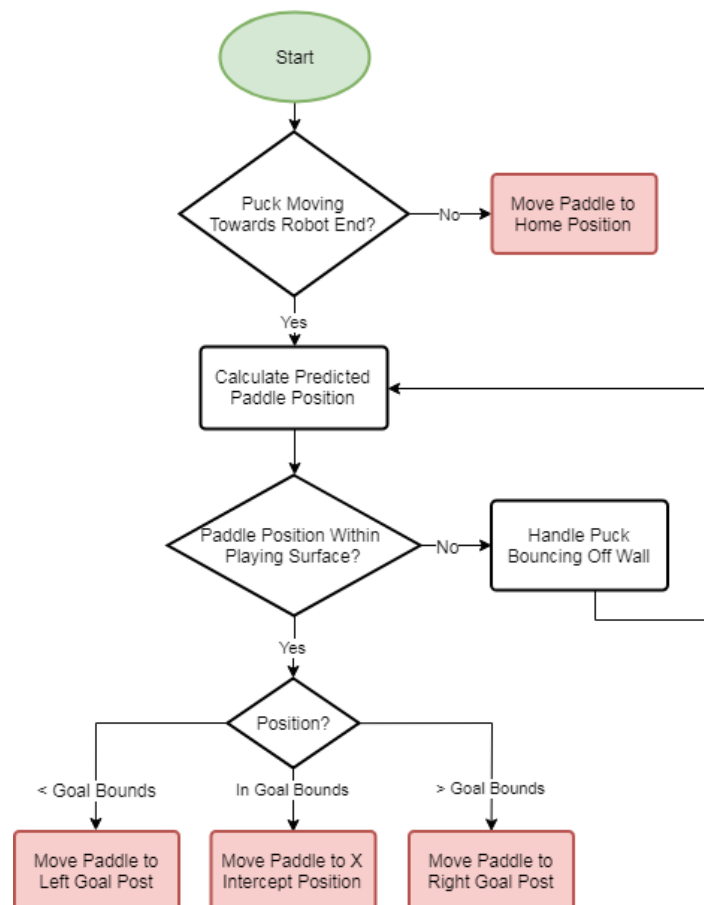 Start
Puck Moving
Towards Robot End?
No
Move Paddle to
Home Position
Yes
Calculate Predicted
Paddle Position
Paddle Position Within
Playing Surface?
No
Handle Puck
Bouncing Off Wall
Yes
Position?
< Goal Bounds
In Goal Bounds
> Goal Bounds
Move Paddle to
Left Goal Post
Move Paddle to X
Intercept Position
Move Paddle to
Right Goal Post